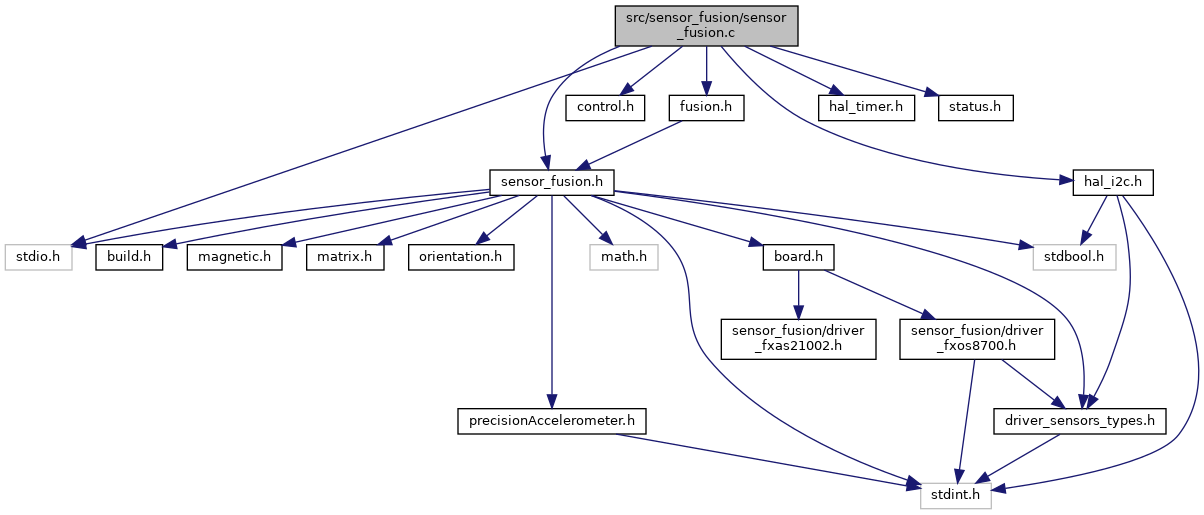 src/sensor_fusion/sensor
_fusion.c
control.h
fusion.h
hal_timer.h
status.h
sensor_fusion.h
hal_i2c.h
stdio.h
build.h
magnetic.h
matrix.h
orientation.h
math.h
board.h
stdbool.h
sensor_fusion/driver
_fxas21002.h
sensor_fusion/driver
_fxos8700.h
precisionAccelerometer.h
driver_sensors_types.h
stdint.h